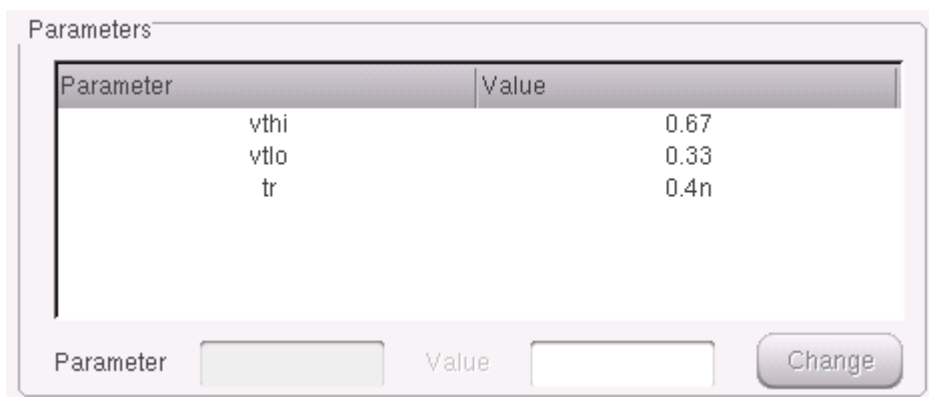 Parameters
Parameter Value
vthi 0.67
vtlo 0.33
tr 0.4n
Parameter Value Change